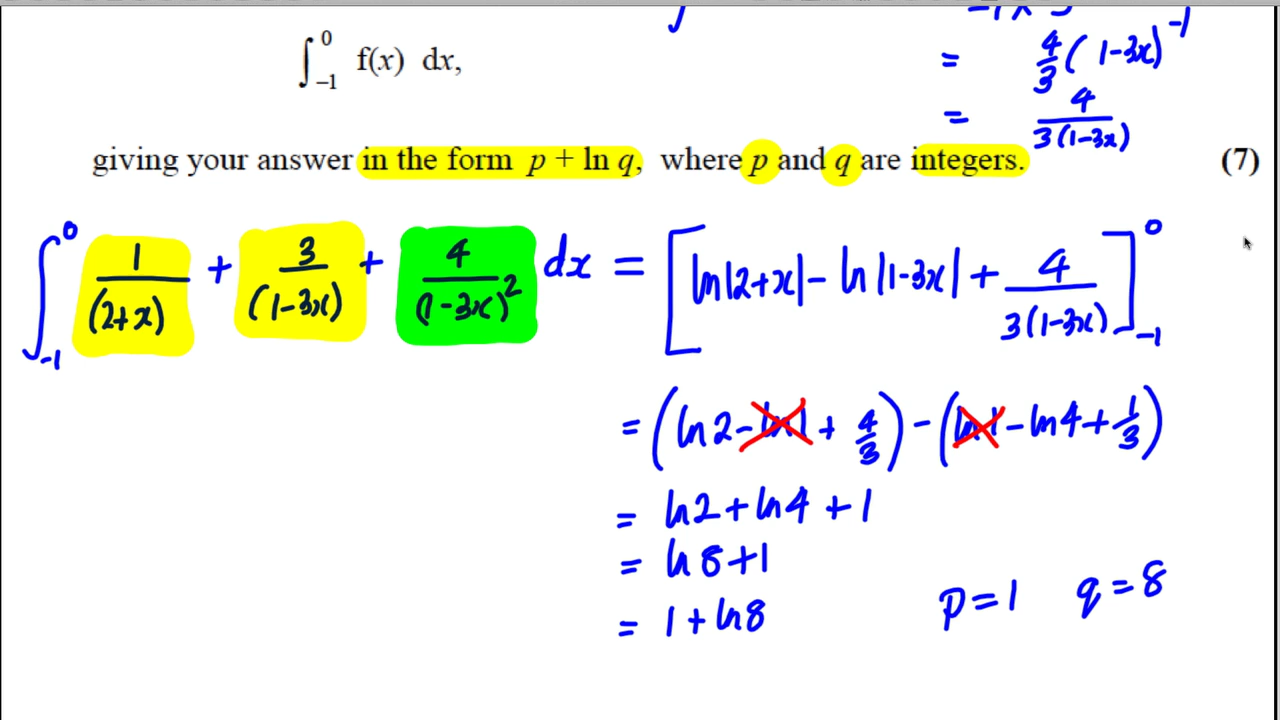 ∫₋₁⁰ f(x) dx,
= 4/3 (1-3x)⁻¹
= 4/(3(1-3x))
giving your answer in the form p + ln q, where p and q are integers. (7)
∫₋₁⁰ 1/(2+x) + 3/(1-3x) + 4/(1-3x)² dx = [ln|2+x| - ln|1-3x| + 4/(3(1-3x))]₋₁⁰
= (ln2 - ln1 + 4/3) - (ln1 - ln4 + 1/3)
= ln2 + ln4 + 1
= ln8 + 1
= 1 + ln8 p = 1 q = 8